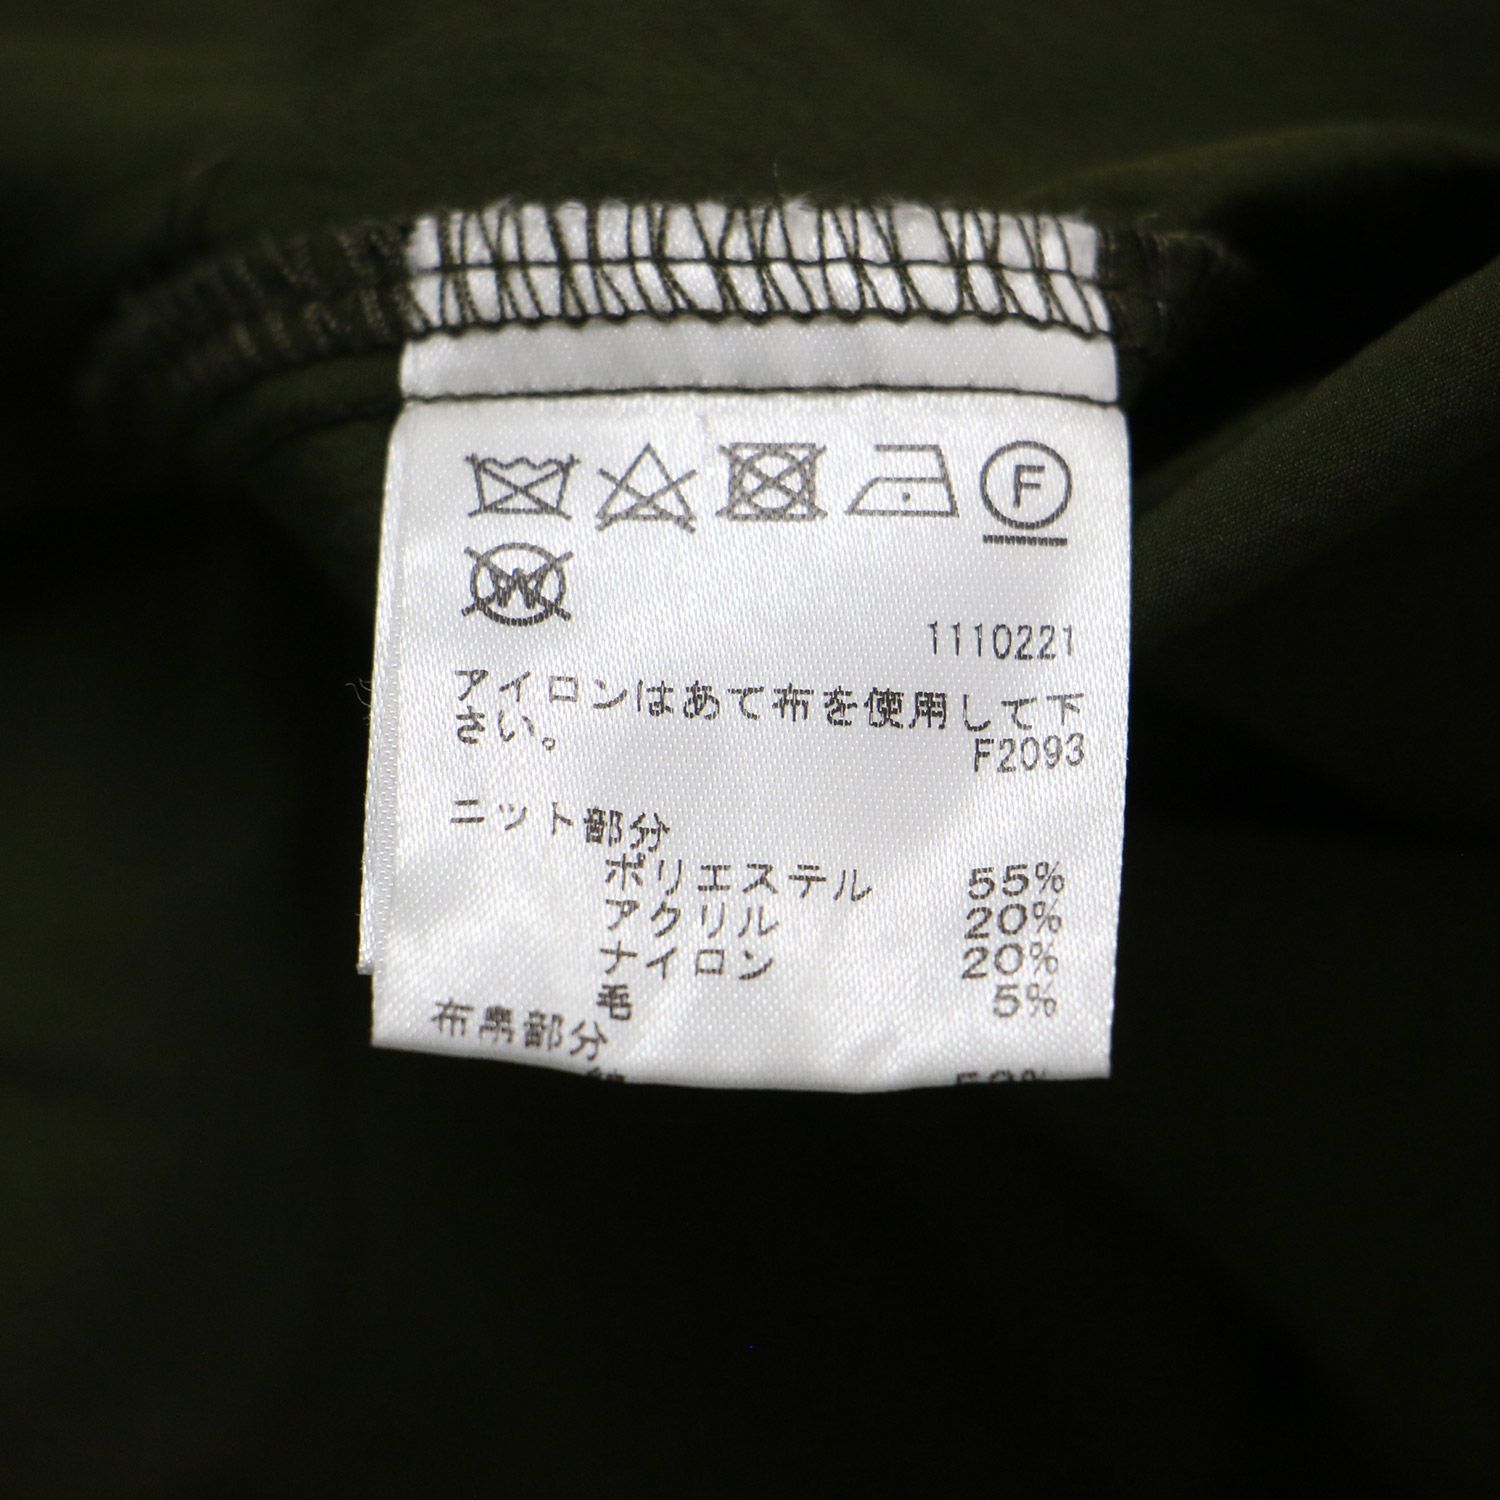 F
W
1110221
アイロンはあて布を使用して下
さい。
F2093
ニット部分
ポリエステル 55%
アクリル 20%
ナイロン 20%
毛 5%
布帛部分